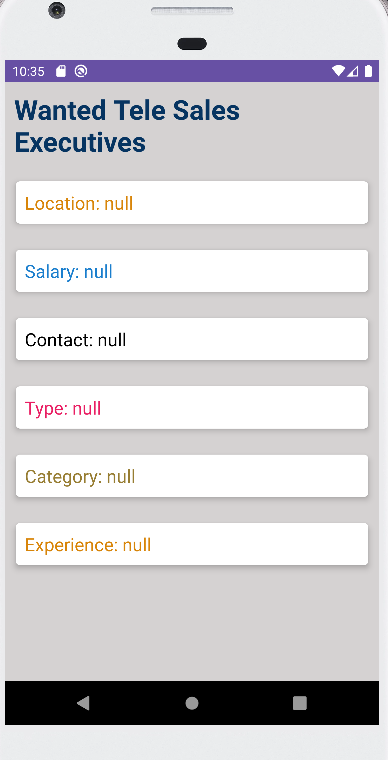 10:35
Wanted Tele Sales
Executives
Location: null
Salary: null
Contact: null
Type: null
Category: null
Experience: null